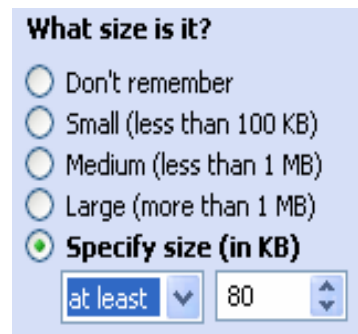 What size is it?
Don't remember
Small (less than 100 KB)
Medium (less than 1 MB)
Large (more than 1 MB)
Specify size (in KB)
at least 80